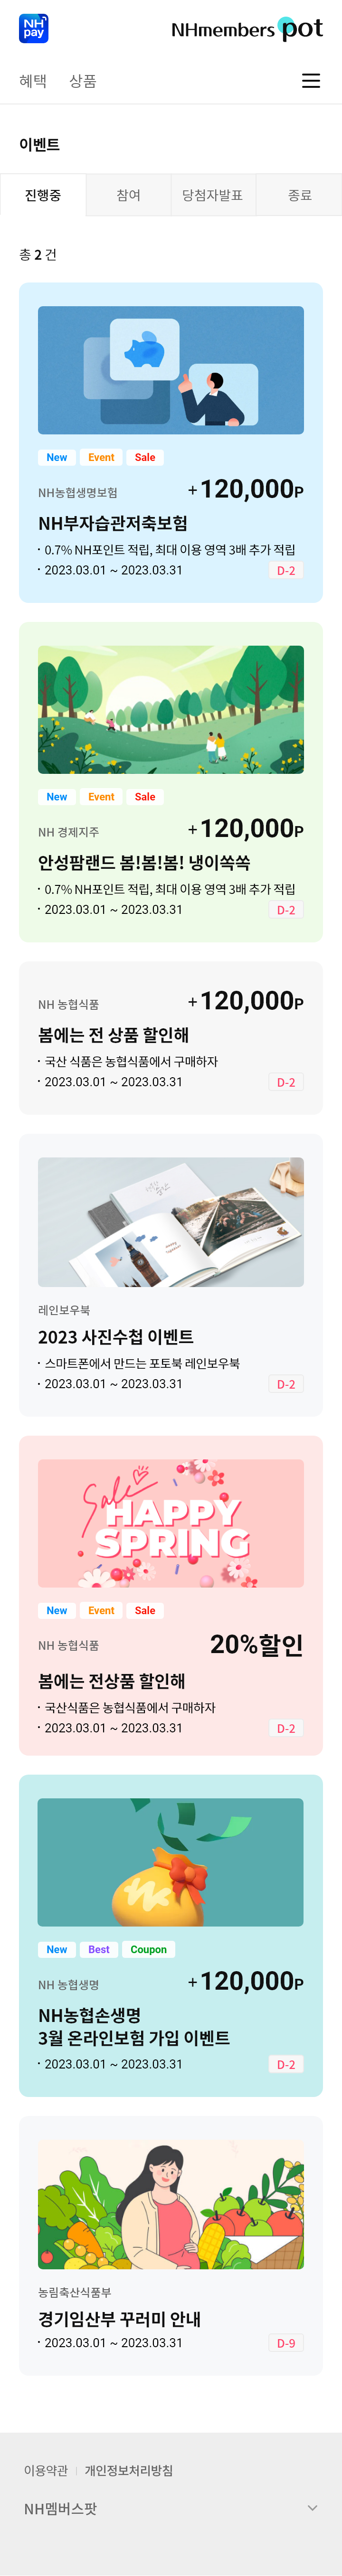 NH
pay
NHmembers pot
혜택 상품
이벤트
진행중 참여 당첨자발표 종료
총 2 건
New Event Sale
NH농협생명보험 +120,000P
NH부자습관저축보험
· 0.7% NH포인트 적립, 최대 이용 영역 3배 추가 적립
· 2023.03.01 ~ 2023.03.31 D-2
New Event Sale
NH 경제지주 +120,000P
안성팜랜드 봄!봄!봄! 냉이쏙쏙
· 0.7% NH포인트 적립, 최대 이용 영역 3배 추가 적립
· 2023.03.01 ~ 2023.03.31 D-2
NH 농협식품 +120,000P
봄에는 전 상품 할인해
· 국산 식품은 농협식품에서 구매하자
· 2023.03.01 ~ 2023.03.31 D-2
레인보우북
2023 사진수첩 이벤트
· 스마트폰에서 만드는 포토북 레인보우북
· 2023.03.01 ~ 2023.03.31 D-2
Sale
HAPPY
SPRING
New Event Sale
NH 농협식품 20%할인
봄에는 전상품 할인해
· 국산식품은 농협식품에서 구매하자
· 2023.03.01 ~ 2023.03.31 D-2
New Best Coupon
NH 농협생명 +120,000P
NH농협손생명
3월 온라인보험 가입 이벤트
· 2023.03.01 ~ 2023.03.31 D-2
농림축산식품부
경기임산부 꾸러미 안내
· 2023.03.01 ~ 2023.03.31 D-9
이용약관 | 개인정보처리방침
NH멤버스팟